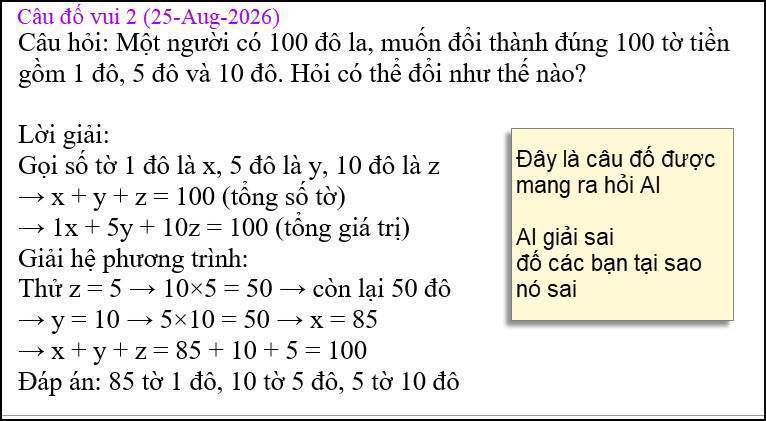 Câu đố vui 2 (25-Aug-2026)
Câu hỏi: Một người có 100 đô la, muốn đổi thành đúng 100 tờ tiền
gồm 1 đô, 5 đô và 10 đô. Hỏi có thể đổi như thế nào?
Lời giải:
Gọi số tờ 1 đô là x, 5 đô là y, 10 đô là z
→ x + y + z = 100 (tổng số tờ)
→ 1x + 5y + 10z = 100 (tổng giá trị)
Giải hệ phương trình:
Thử z = 5 → 10×5 = 50 → còn lại 50 đô
→ y = 10 → 5×10 = 50 → x = 85
→ x + y + z = 85 + 10 + 5 = 100
Đáp án: 85 tờ 1 đô, 10 tờ 5 đô, 5 tờ 10 đô
Đây là câu đố được
mang ra hỏi AI
AI giải sai
đố các bạn tại sao
nó sai